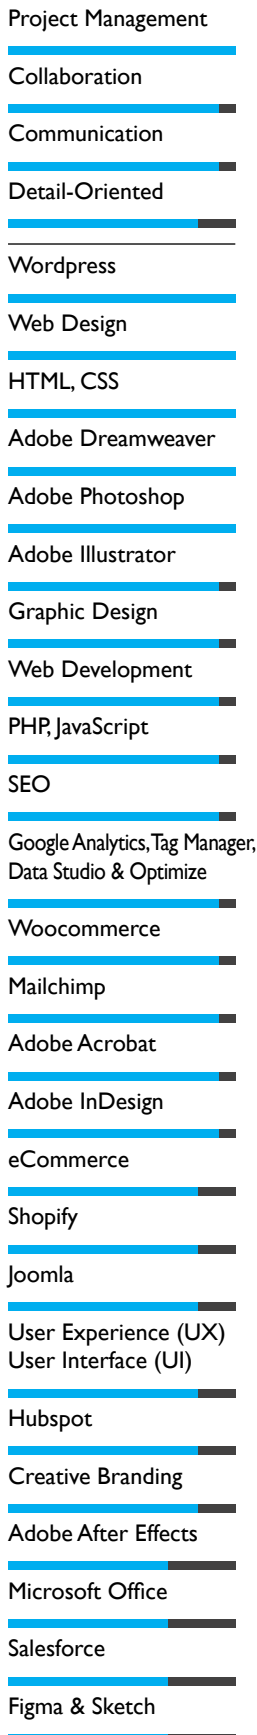 Project Management
Collaboration
Communication
Detail-Oriented
Wordpress
Web Design
HTML, CSS
Adobe Dreamweaver
Adobe Photoshop
Adobe Illustrator
Graphic Design
Web Development
PHP, JavaScript
SEO
Google Analytics, Tag Manager,
Data Studio & Optimize
Woocommerce
Mailchimp
Adobe Acrobat
Adobe InDesign
eCommerce
Shopify
Joomla
User Experience (UX)
User Interface (UI)
Hubspot
Creative Branding
Adobe After Effects
Microsoft Office
Salesforce
Figma & Sketch